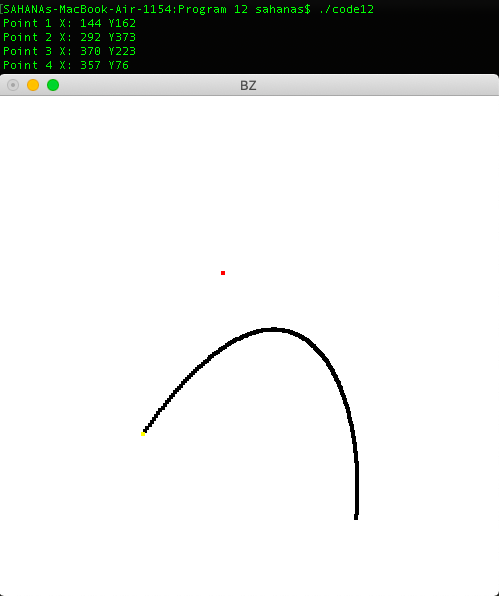 [SAHANAs-MacBook-Air-1154:Program 12 sahanas$ ./code12
Point 1 X: 144 Y162
Point 2 X: 292 Y373
Point 3 X: 370 Y223
Point 4 X: 357 Y76
BZ